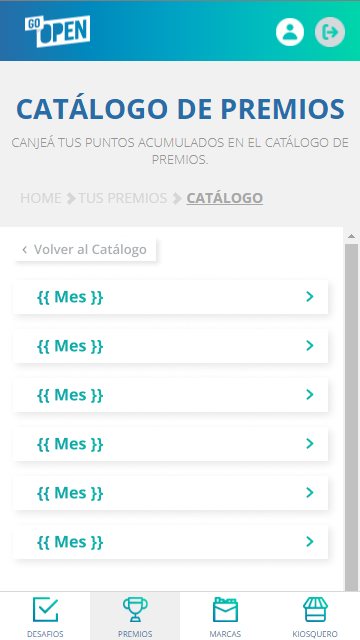 GO
OPEN
CATÁLOGO DE PREMIOS
CANJEÁ TUS PUNTOS ACUMULADOS EN EL CATÁLOGO DE
PREMIOS.
HOME TUS PREMIOS CATÁLOGO
Volver al Catálogo
{{ Mes }}
{{ Mes }}
{{ Mes }}
{{ Mes }}
{{ Mes }}
{{ Mes }}
DESAFIOS PREMIOS MARCAS KIOSQUERO